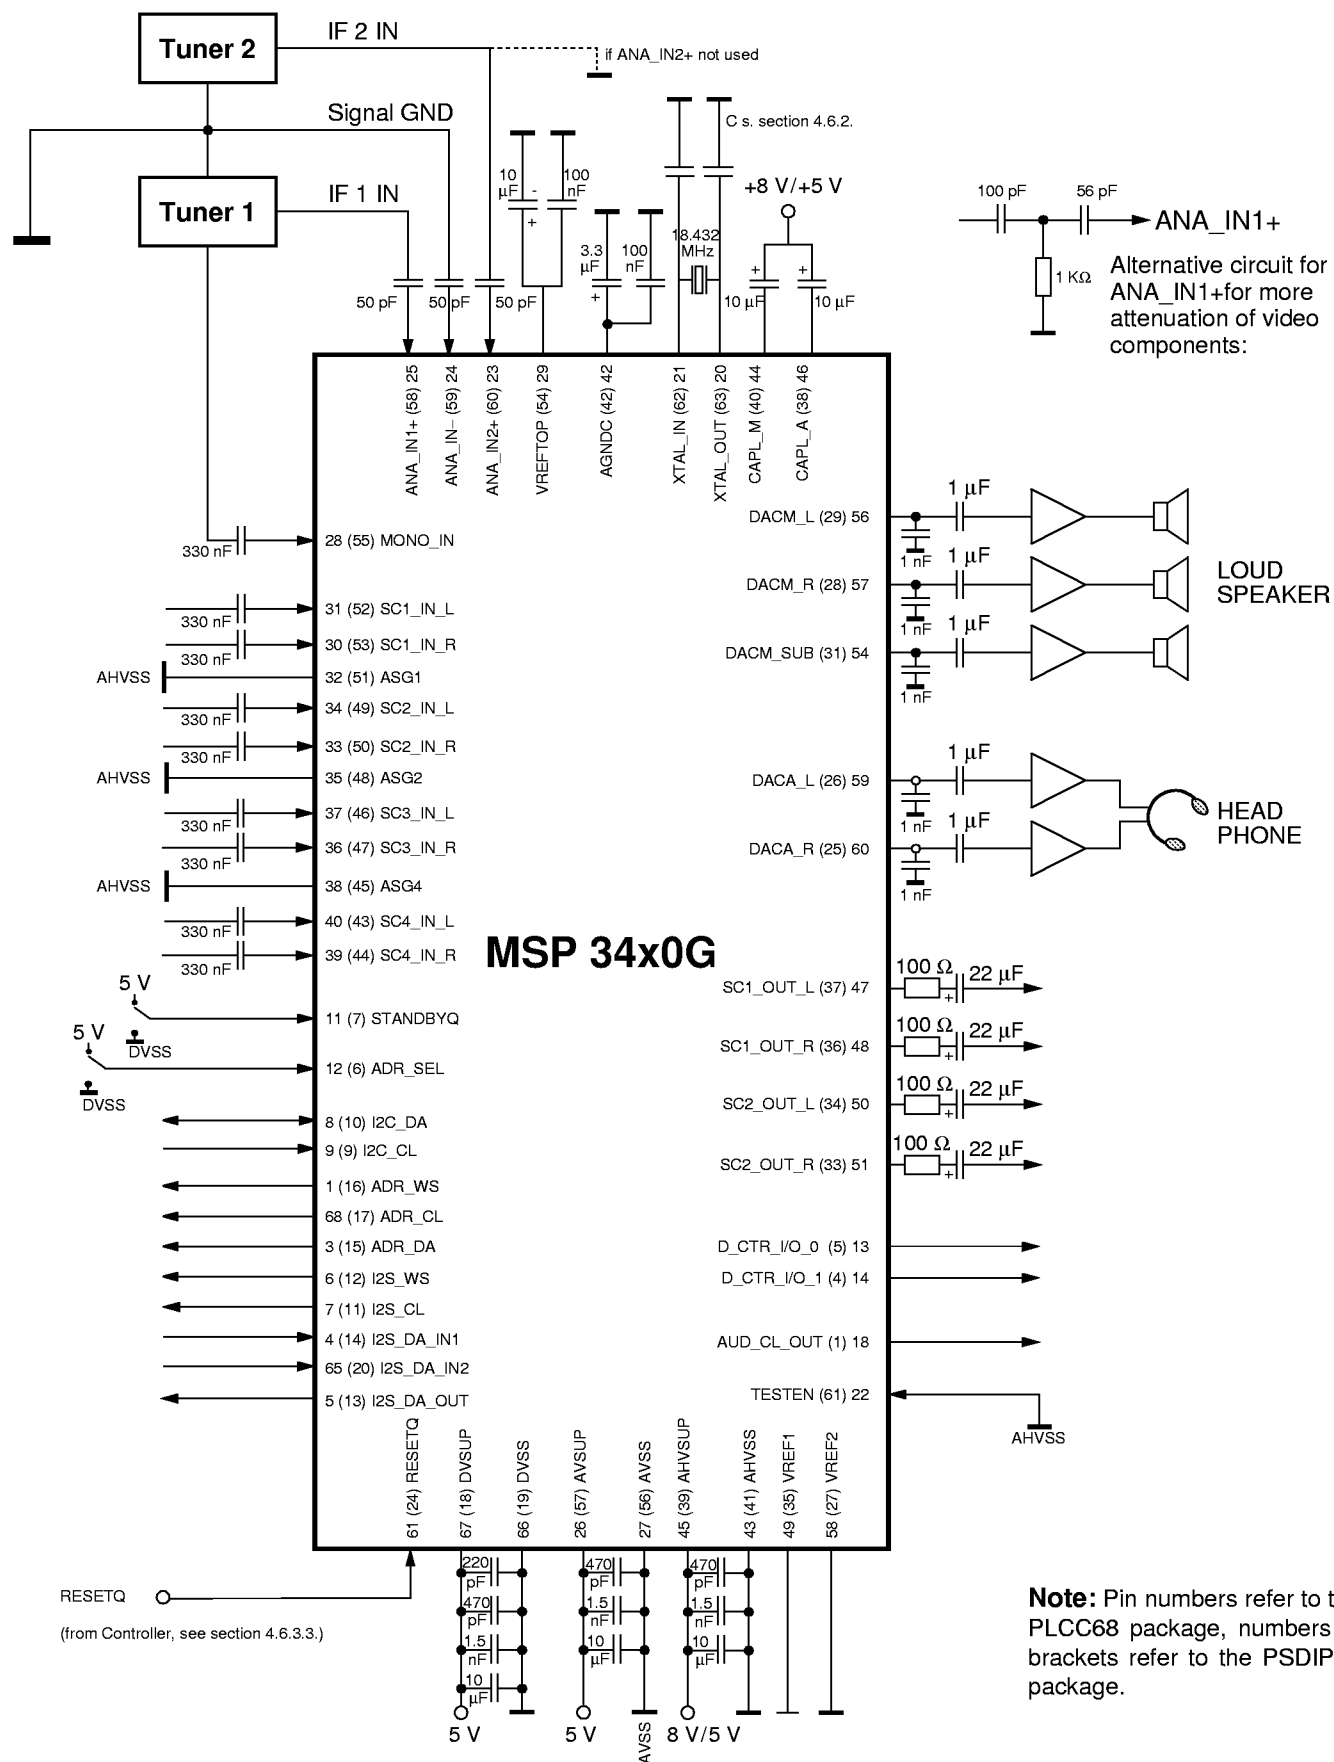 Tuner 2
IF 2 IN
if ANA_IN2+ not used
Signal GND
C s. section 4.6.2.
Tuner 1
IF 1 IN
10 µF
-
+
100 nF
+8 V/+5 V
100 pF
56 pF
ANA_IN1+
1 KΩ
Alternative circuit for
ANA_IN1+for more
attenuation of video
components:
3.3 µF
+
100 nF
18.432 MHz
+
+
50 pF
50 pF
50 pF
10 µF
10 µF
ANA_IN1+ (58) 25
ANA_IN− (59) 24
ANA_IN2+ (60) 23
VREFTOP (54) 29
AGNDC (42) 42
XTAL_IN (62) 21
XTAL_OUT (63) 20
CAPL_M (40) 44
CAPL_A (38) 46
330 nF
28 (55) MONO_IN
330 nF
31 (52) SC1_IN_L
330 nF
30 (53) SC1_IN_R
AHVSS
32 (51) ASG1
330 nF
34 (49) SC2_IN_L
330 nF
33 (50) SC2_IN_R
AHVSS
35 (48) ASG2
330 nF
37 (46) SC3_IN_L
330 nF
36 (47) SC3_IN_R
AHVSS
38 (45) ASG4
330 nF
40 (43) SC4_IN_L
330 nF
39 (44) SC4_IN_R
5 V
11 (7) STANDBYQ
DVSS
5 V
12 (6) ADR_SEL
DVSS
8 (10) I2C_DA
9 (9) I2C_CL
1 (16) ADR_WS
68 (17) ADR_CL
3 (15) ADR_DA
6 (12) I2S_WS
7 (11) I2S_CL
4 (14) I2S_DA_IN1
65 (20) I2S_DA_IN2
5 (13) I2S_DA_OUT
MSP 34x0G
DACM_L (29) 56
1 µF
1 nF
DACM_R (28) 57
1 µF
1 nF
DACM_SUB (31) 54
1 µF
1 nF
LOUD
SPEAKER
DACA_L (26) 59
1 µF
1 nF
DACA_R (25) 60
1 µF
1 nF
HEAD
PHONE
SC1_OUT_L (37) 47
100 Ω
+
22 µF
SC1_OUT_R (36) 48
100 Ω
+
22 µF
SC2_OUT_L (34) 50
100 Ω
+
22 µF
SC2_OUT_R (33) 51
100 Ω
+
22 µF
D_CTR_I/O_0 (5) 13
D_CTR_I/O_1 (4) 14
AUD_CL_OUT (1) 18
TESTEN (61) 22
AHVSS
61 (24) RESETQ
67 (18) DVSUP
66 (19) DVSS
26 (57) AVSUP
27 (56) AVSS
45 (39) AHVSUP
43 (41) AHVSS
49 (35) VREF1
58 (27) VREF2
RESETQ
(from Controller, see section 4.6.3.3.)
220 pF
470 pF
1.5 nF
10 µF
5 V
470 pF
1.5 nF
10 µF
5 V
AVSS
470 pF
1.5 nF
10 µF
8 V/5 V
Note: Pin numbers refer to t
PLCC68 package, numbers
brackets refer to the PSDIP
package.